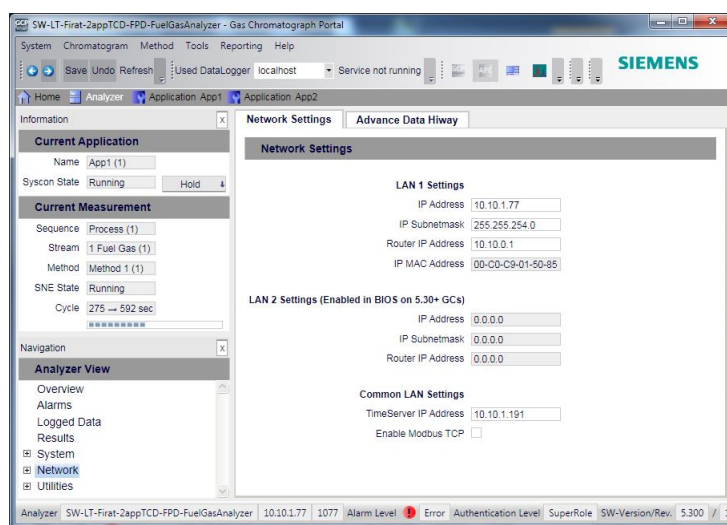 SW-LT-Firat-2appTCD-FPD-FuelGasAnalyzer - Gas Chromatograph Portal
System Chromatogram Method Tools Reporting Help
Save Undo Refresh Used DataLogger localhost Service not running
SIEMENS
Home Analyzer Application App1 Application App2
Information X
Current Application
Name App1 (1)
Syscon State Running Hold
Current Measurement
Sequence Process (1)
Stream 1 Fuel Gas (1)
Method Method 1 (1)
SNE State Running
Cycle 275 → 592 sec
Navigation X
Analyzer View
Overview
Alarms
Logged Data
Results
System
Network
Utilities
Network Settings Advance Data Hiway
Network Settings
LAN 1 Settings
IP Address 10.10.1.77
IP Subnetmask 255.255.254.0
Router IP Address 10.10.0.1
IP MAC Address 00-C0-C9-01-50-85
LAN 2 Settings (Enabled in BIOS on 5.30+ GCs)
IP Address 0.0.0.0
IP Subnetmask 0.0.0.0
Router IP Address 0.0.0.0
Common LAN Settings
TimeServer IP Address 10.10.1.191
Enable Modbus TCP
Analyzer SW-LT-Firat-2appTCD-FPD-FuelGasAnalyzer 10.10.1.77 1077 Alarm Level Error Authentication Level SuperRole SW-Version/Rev. 5.300 /